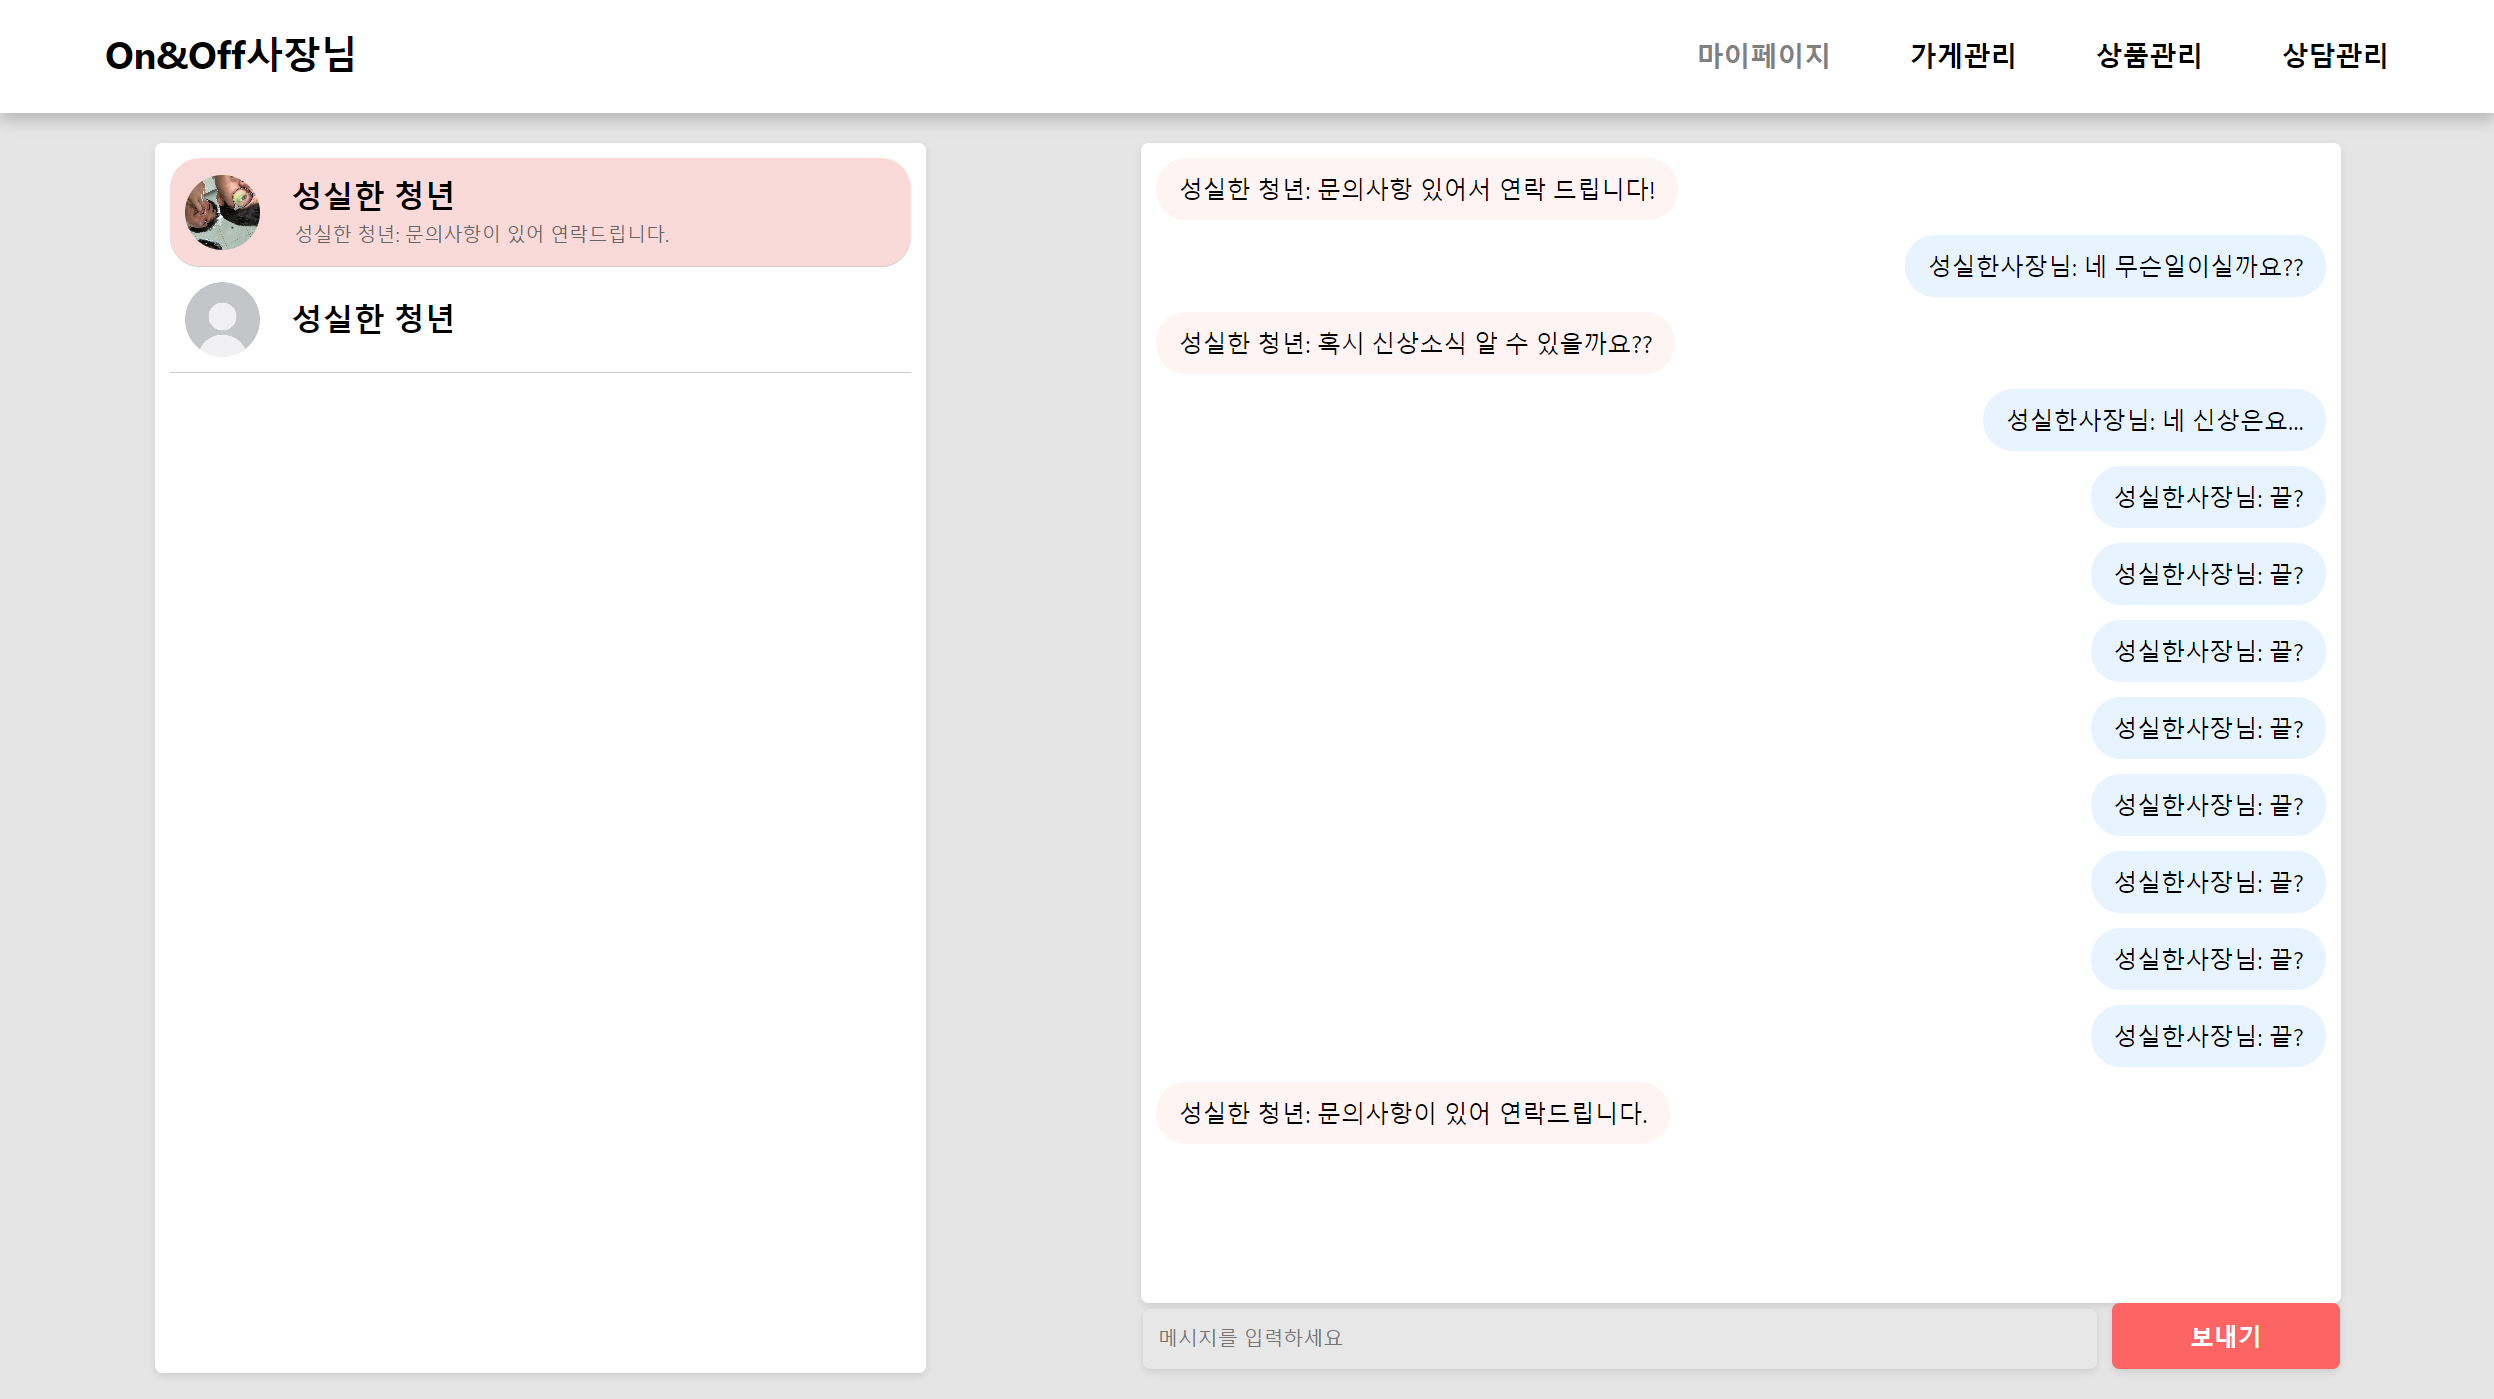 On&Off사장님
마이페이지 가게관리 상품관리 상담관리
성실한 청년
성실한 청년: 문의사항이 있어 연락드립니다.
성실한 청년
성실한 청년: 문의사항 있어서 연락 드립니다!
성실한사장님: 네 무슨일이실까요??
성실한 청년: 혹시 신상소식 알 수 있을까요??
성실한사장님: 네 신상은요...
성실한사장님: 끝?
성실한사장님: 끝?
성실한사장님: 끝?
성실한사장님: 끝?
성실한사장님: 끝?
성실한사장님: 끝?
성실한사장님: 끝?
성실한사장님: 끝?
성실한 청년: 문의사항이 있어 연락드립니다.
메시지를 입력하세요
보내기